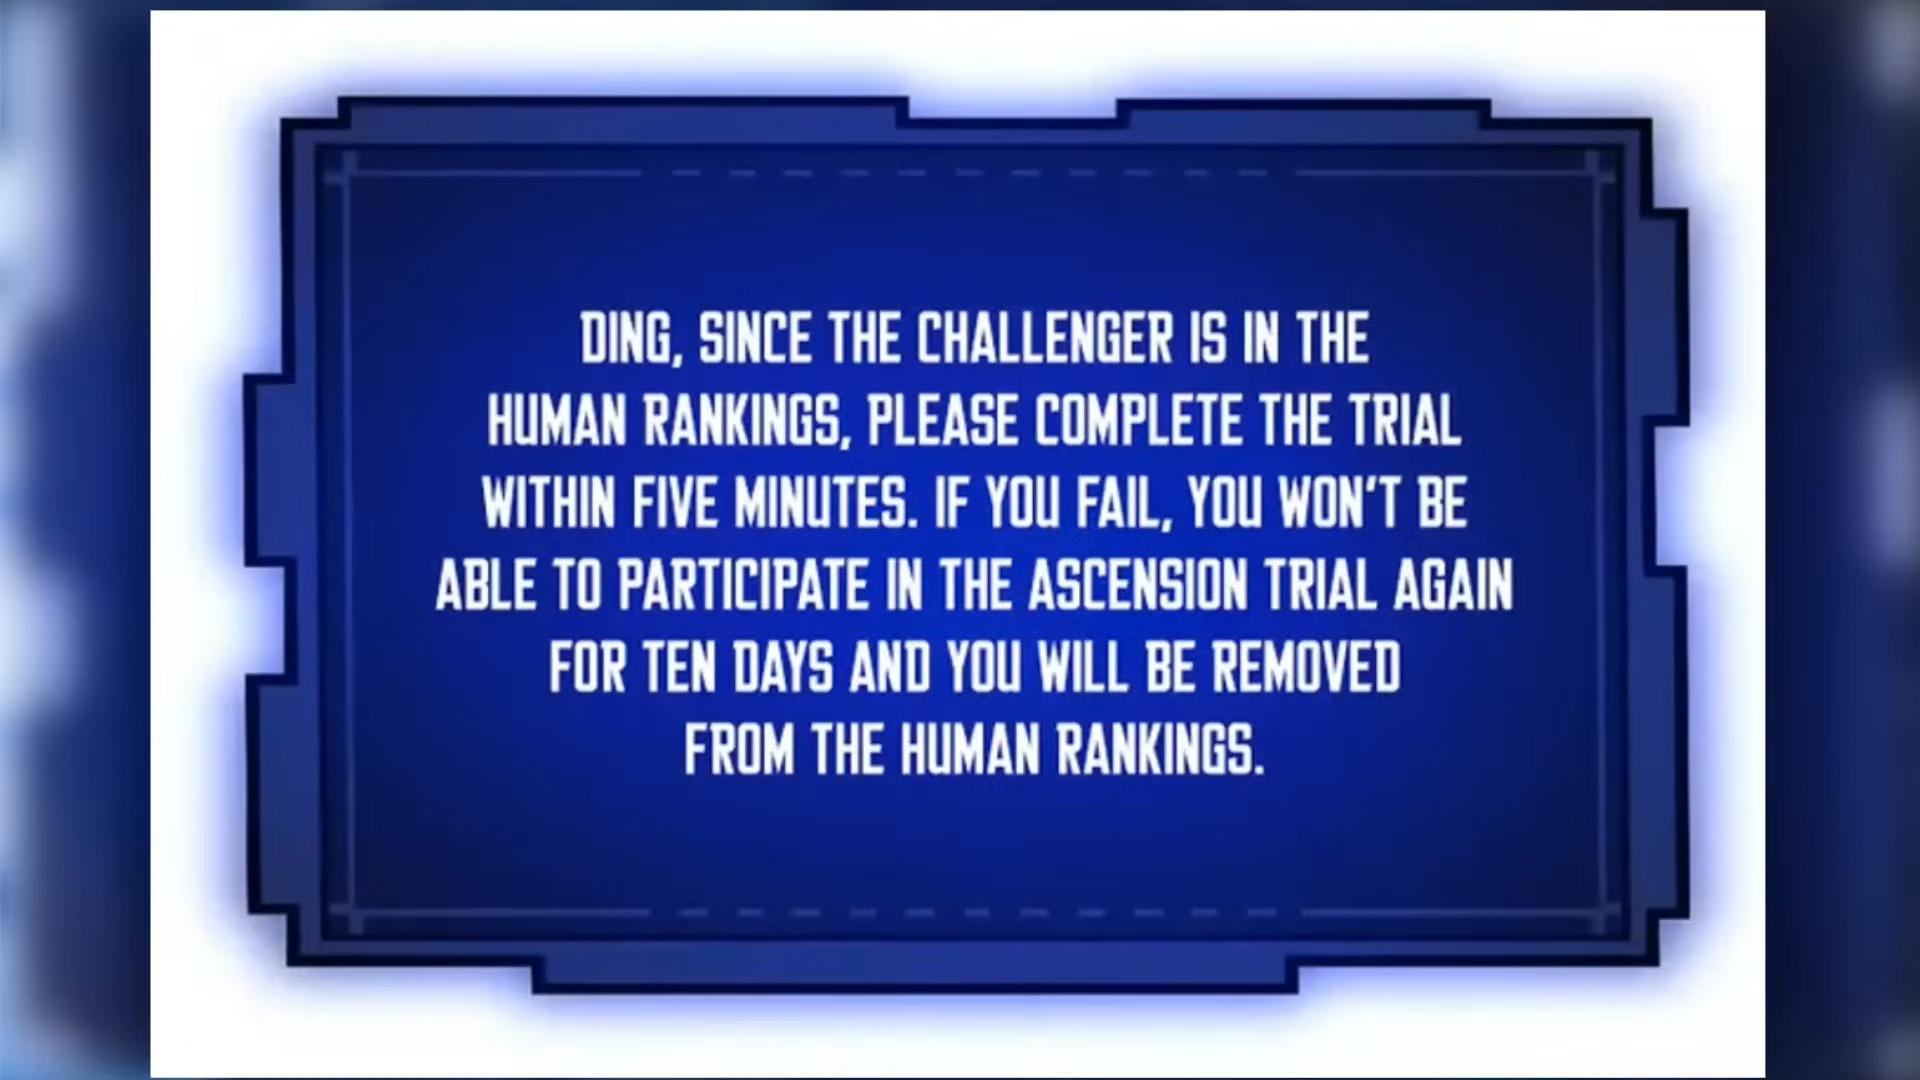 DING, SINCE THE CHALLENGER IS IN THE
HUMAN RANKINGS, PLEASE COMPLETE THE TRIAL
WITHIN FIVE MINUTES. IF YOU FAIL, YOU WON'T BE
ABLE TO PARTICIPATE IN THE ASCENSION TRIAL AGAIN
FOR TEN DAYS AND YOU WILL BE REMOVED
FROM THE HUMAN RANKINGS.